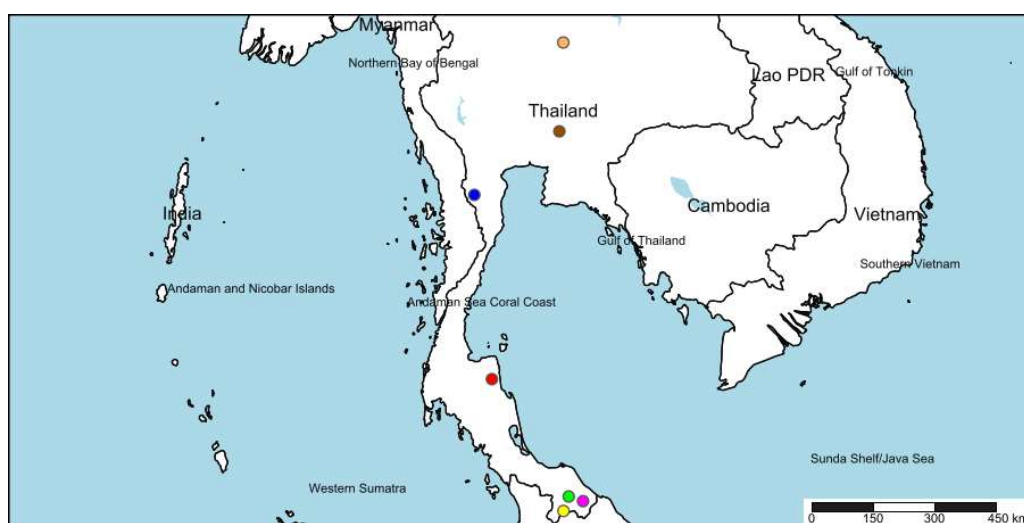 Myanmar
Northern Bay of Bengal
Lao PDR
Gulf of Tonkin
Thailand
India
Cambodia
Vietnam
Gulf of Thailand
Southern Vietnam
Andaman and Nicobar Islands
Andaman Sea Coral Coast
Sunda Shelf/Java Sea
Western Sumatra
0 150 300 450 km